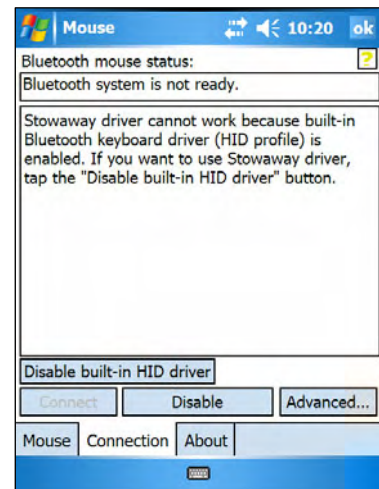 Mouse 10:20 ok
Bluetooth mouse status: ?
Bluetooth system is not ready.
Stowaway driver cannot work because built-in
Bluetooth keyboard driver (HID profile) is
enabled. If you want to use Stowaway driver,
tap the "Disable built-in HID driver" button.
Disable built-in HID driver
Connect Disable Advanced...
Mouse Connection About